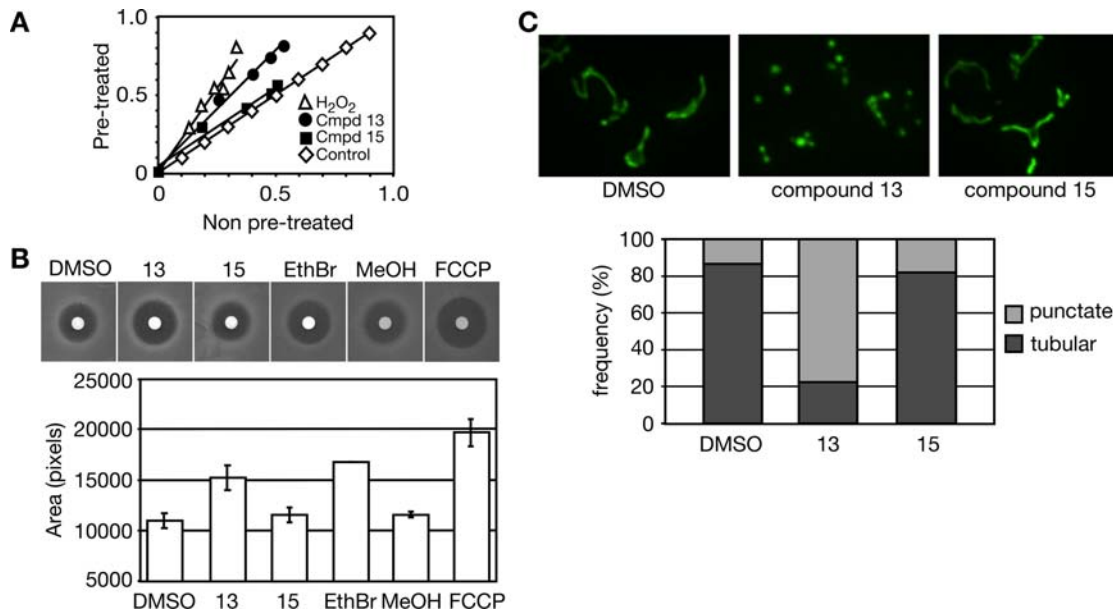 A
Pre-treated
1.0
0.5
0
0
0.5
1.0
Non pre-treated
H₂O₂
Cmpd 13
Cmpd 15
Control
B
DMSO 13 15 EthBr MeOH FCCP
Area (pixels)
25000
20000
15000
10000
5000
DMSO 13 15 EthBr MeOH FCCP
C
DMSO compound 13 compound 15
frequency (%)
100
80
60
40
20
0
DMSO 13 15
punctate
tubular